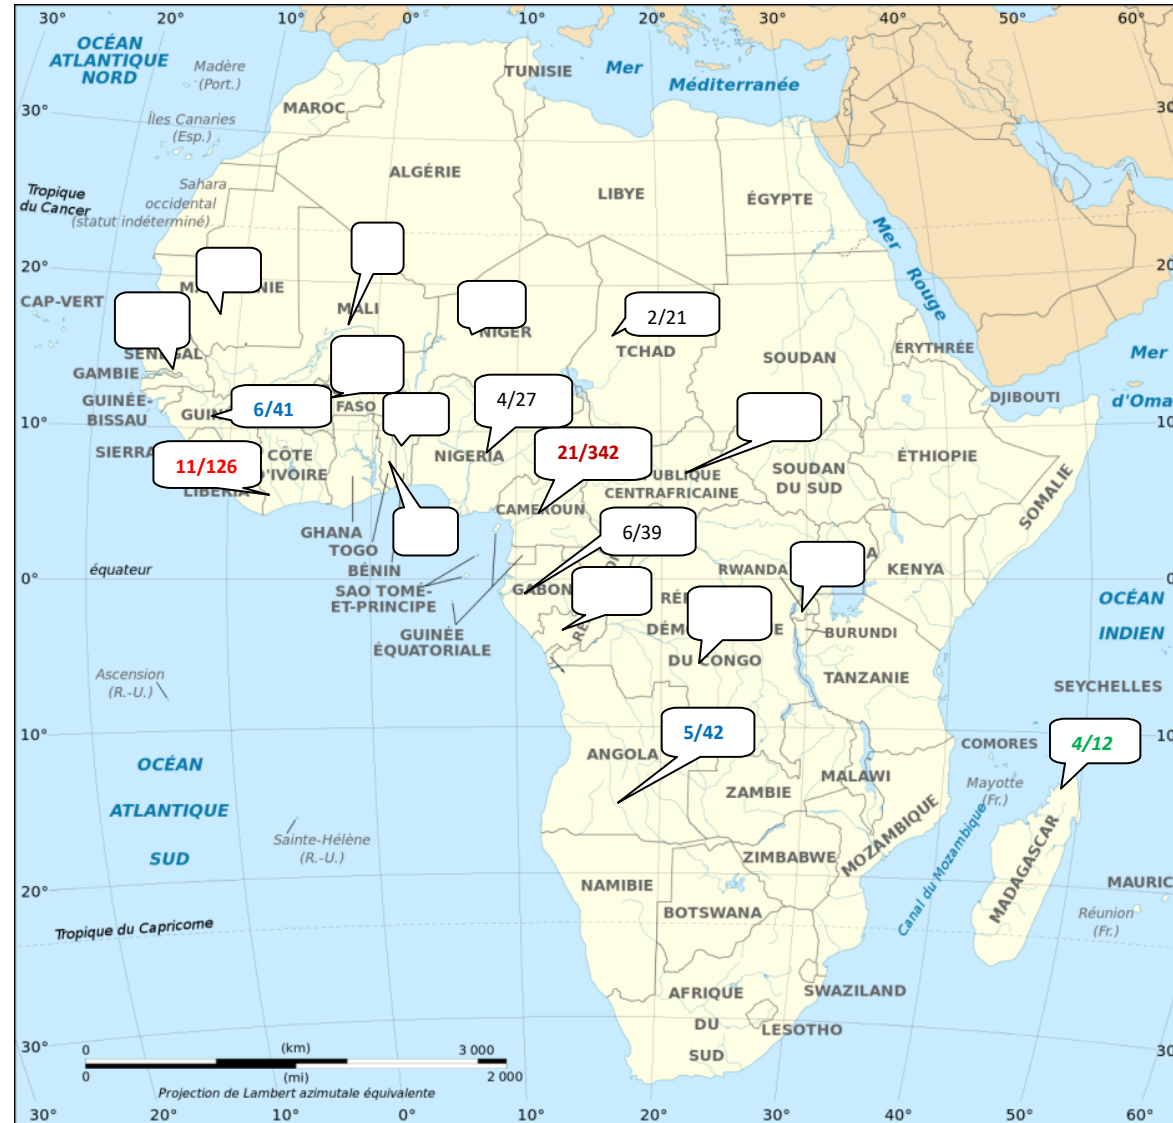 30°
20°
10°
0°
10°
20°
30°
40°
50°
60°
OCÉAN
ATLANTIQUE
NORD
Madère
(Port.)
TUNISIE
Mer
Méditerranée
30°
MAROC
Îles Canaries
(Esp.)
ALGÉRIE
LIBYE
ÉGYPTE
Tropique
du Cancer
Sahara
occidental
(statut indéterminé)
Mer
Rouge
20°
CAP-VERT
MALI
NIGER
2/21
TCHAD
SOUDAN
ÉRYTHRÉE
Mer
d'Oma
SÉNÉGAL
GAMBIE
GUINÉE-
BISSAU
DJIBOUTI
10°
GUIN
6/41
FASO
4/27
NIGERIA
21/342
PUBLIQUE
CENTRAFRICAINE
SOUDAN
DU SUD
ÉTHIOPIE
SOMALIE
SIERRA
11/126
CÔTE
D'IVOIRE
LIBERIA
CAMEROUN
GHANA
TOGO
BÉNIN
6/39
équateur
0°
SAO TOMÉ-
ET-PRINCIPE
GUINÉE
ÉQUATORIALE
GABON
RWANDA
A
KENYA
OCÉAN
INDIEN
BURUNDI
DU CONGO
TANZANIE
Ascension
(R.-U.)
SEYCHELLES
10°
OCÉAN
ATLANTIQUE
SUD
ANGOLA
5/42
COMORES
4/12
Mayotte
(Fr.)
ZAMBIE
MALAWI
MOZAMBIQUE
Canal du Mozambique
MADAGASCAR
Sainte-Hélène
(R.-U.)
ZIMBABWE
NAMIBIE
BOTSWANA
20°
MAURIC
Réunion
(Fr.)
Tropique du Capricorne
AFRIQUE
DU
SUD
SWAZILAND
LESOTHO
30°
0
(km)
3 000
0
(mi)
2 000
Projection de Lambert azimutale équivalente
30°
20°
10°
0°
10°
20°
30°
40°
50°
60°